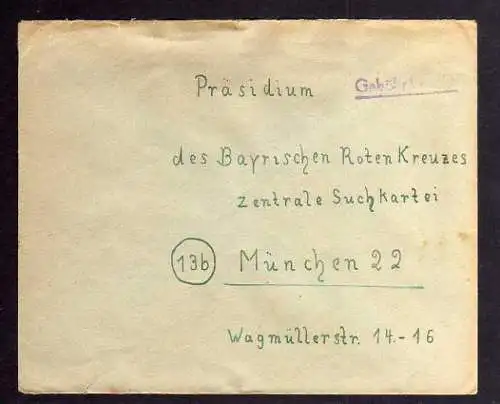 Präsidium
des Bayrischen Roten Kreuzes
Zentrale Suchkartei
13b München 22
Wagmüllerstr. 14.-16